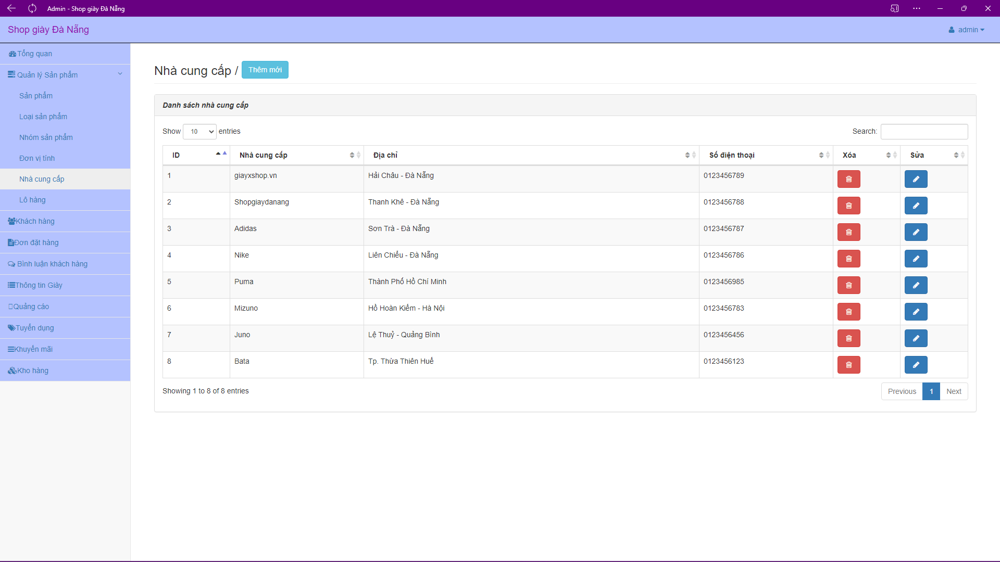 Admin - Shop giày Đà Nẵng
Shop giày Đà Nẵng
admin
Tổng quan
Quản lý Sản phẩm
Sản phẩm
Loại sản phẩm
Nhóm sản phẩm
Đơn vị tính
Nhà cung cấp
Lô hàng
Khách hàng
Đơn đặt hàng
Bình luận khách hàng
Thông tin Giày
Quảng cáo
Tuyển dụng
Khuyến mãi
Kho hàng
Nhà cung cấp / Thêm mới
Danh sách nhà cung cấp
Show 10 entries Search:
ID Nhà cung cấp Địa chỉ Số điện thoại Xóa Sửa
1 giayxshop.vn Hải Châu - Đà Nẵng 0123456789
2 Shopgiaydanang Thanh Khê - Đà Nẵng 0123456788
3 Adidas Sơn Trà - Đà Nẵng 0123456787
4 Nike Liên Chiểu - Đà Nẵng 0123456786
5 Puma Thành Phố Hồ Chí Minh 0123456985
6 Mizuno Hồ Hoàn Kiếm - Hà Nội 0123456783
7 Juno Lệ Thuỷ - Quảng Bình 0123456456
8 Bata Tp. Thừa Thiên Huế 0123456123
Showing 1 to 8 of 8 entries Previous 1 Next